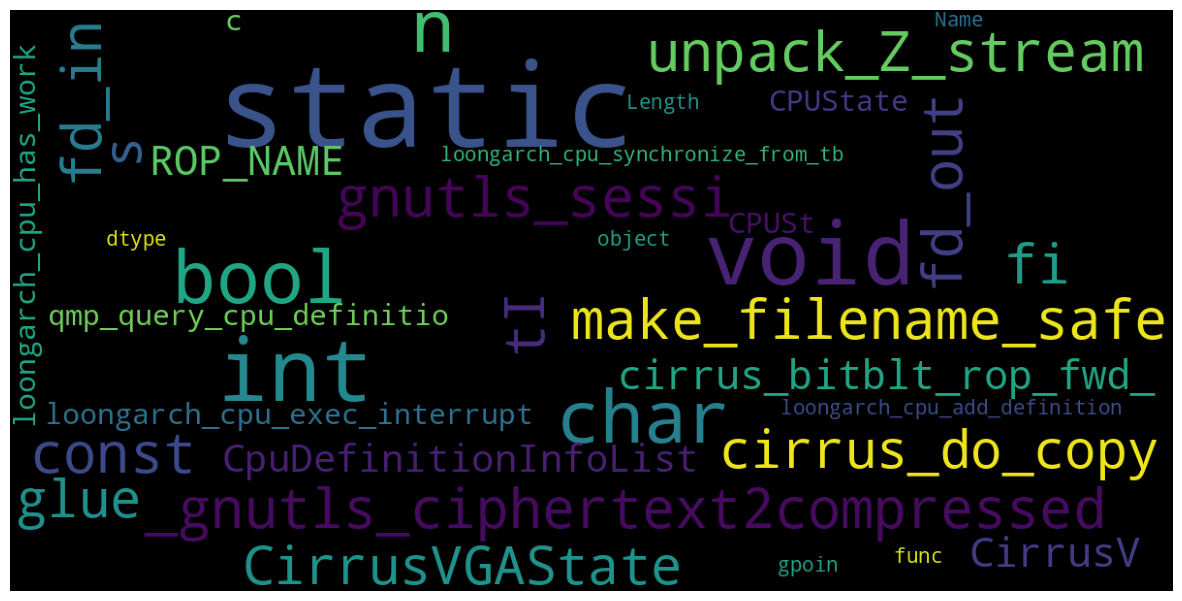 c
n
Name
fd_in
unpack_Z_stream
static
Length
CPUState
loongarch_cpu_has_work
s
ROP_NAME
loongarch_cpu_synchronize_from_tb
fd_out
gnutls_sessi
CPUSt
dtype
object
void
bool
fi
qmp_query_cpu_definitio
tI
make_filename_safe
int
cirrus_bitblt_rop_fwd_
loongarch_cpu_exec_interrupt
char
loongarch_cpu_add_definition
const
CpuDefinitionInfoList
cirrus_do_copy
glue
_gnutls_ciphertext2compressed
CirrusVGAState
gpoin
func
CirrusV